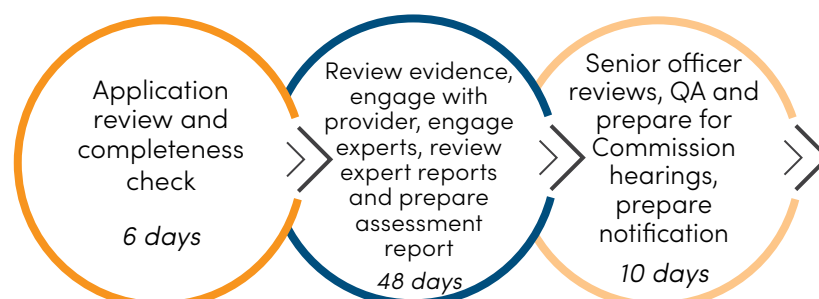 Application
review and
completeness
check
6 days
Review evidence,
engage with
provider, engage
experts, review
expert reports
and prepare
assessment
report
48 days
Senior officer
reviews, QA and
prepare for
Commission
hearings,
prepare
notification
10 days